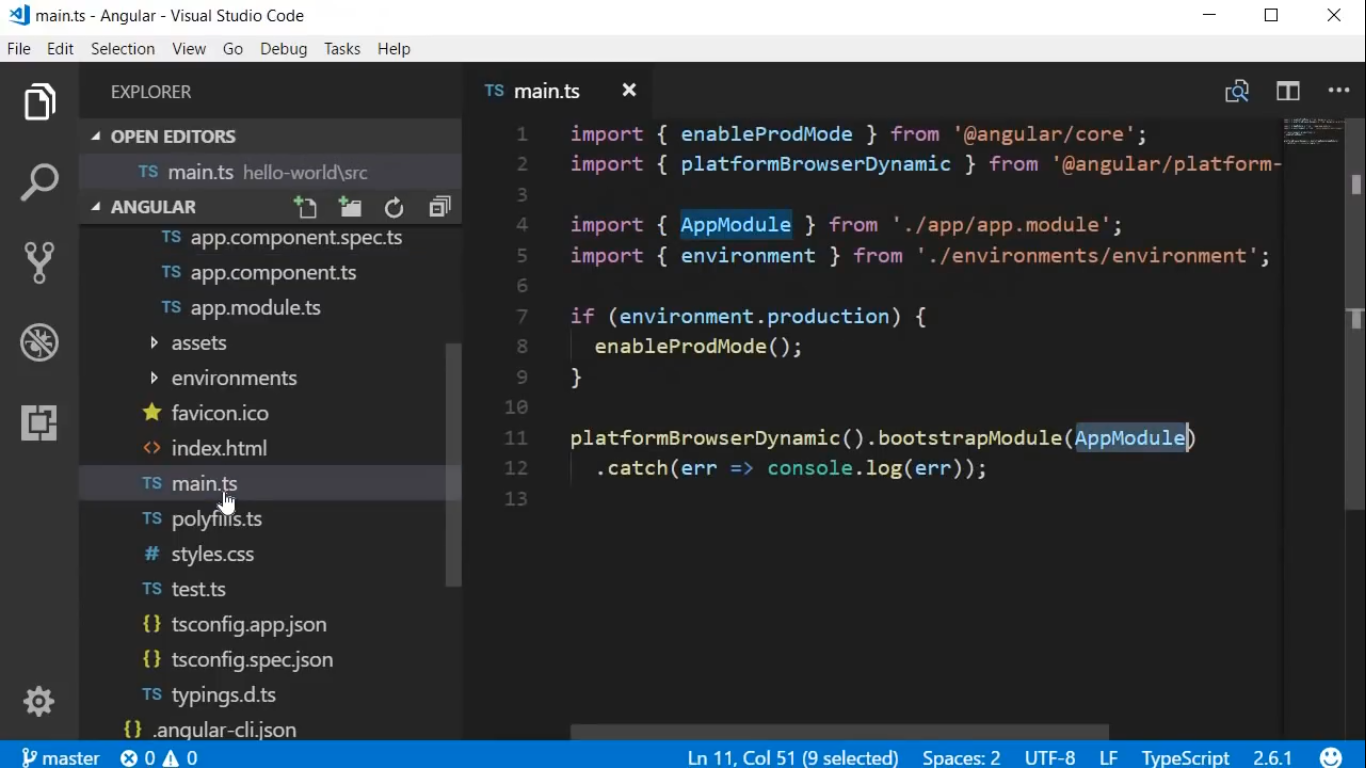 main.ts - Angular - Visual Studio Code
File Edit Selection View Go Debug Tasks Help
EXPLORER
OPEN EDITORS
TS main.ts hello-world\src
ANGULAR
TS app.component.spec.ts
TS app.component.ts
TS app.module.ts
assets
environments
favicon.ico
<> index.html
TS main.ts
TS polyfills.ts
# styles.css
TS test.ts
{} tsconfig.app.json
{} tsconfig.spec.json
TS typings.d.ts
{} .angular-cli.json
TS main.ts
1 import { enableProdMode } from '@angular/core';
2 import { platformBrowserDynamic } from '@angular/platform-
3
4 import { AppModule } from './app/app.module';
5 import { environment } from './environments/environment';
6
7 if (environment.production) {
8 enableProdMode();
9 }
10
11 platformBrowserDynamic().bootstrapModule(AppModule)
12 .catch(err => console.log(err));
13
master 0 0 Ln 11, Col 51 (9 selected) Spaces: 2 UTF-8 LF TypeScript 2.6.1